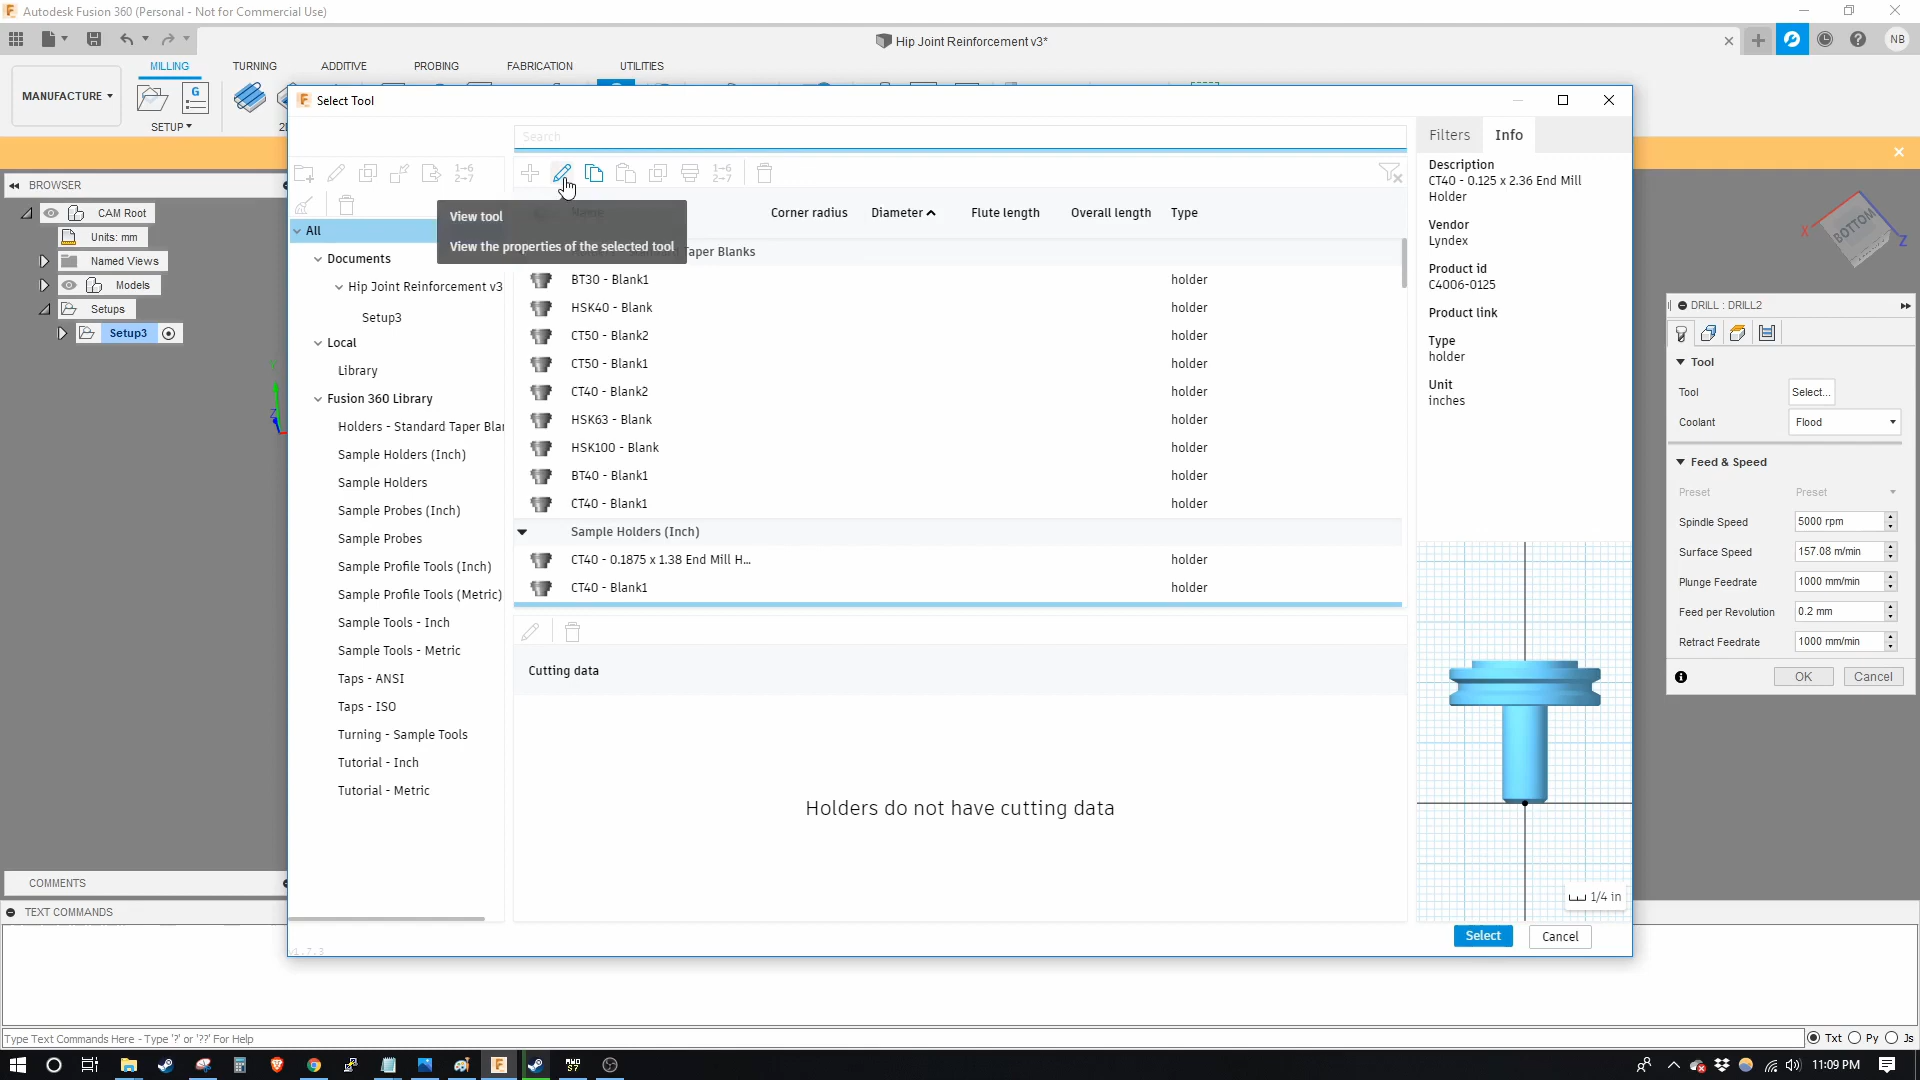 Autodesk Fusion 360 (Personal - Not for Commercial Use)
Hip Joint Reinforcement v3*
NB
MILLING
TURNING
ADDITIVE
PROBING
FABRICATION
UTILITIES
MANUFACTURE
SETUP
2D
G
Select Tool
Search
Filters
Info
BROWSER
CAM Root
Units: mm
Named Views
Models
Setups
Setup3
All
Documents
Hip Joint Reinforcement v3
Setup3
Local
Library
Fusion 360 Library
Holders - Standard Taper Blar
Sample Holders (Inch)
Sample Holders
Sample Probes (Inch)
Sample Probes
Sample Profile Tools (Inch)
Sample Profile Tools (Metric)
Sample Tools - Inch
Sample Tools - Metric
Taps - ANSI
Taps - ISO
Turning - Sample Tools
Tutorial - Inch
Tutorial - Metric
v1.7.3
View tool
View the properties of the selected tool
Name
Corner radius
Diameter
Flute length
Overall length
Type
Taper Blanks
BT30 - Blank1 holder
HSK40 - Blank holder
CT50 - Blank2 holder
CT50 - Blank1 holder
CT40 - Blank2 holder
HSK63 - Blank holder
HSK100 - Blank holder
BT40 - Blank1 holder
CT40 - Blank1 holder
Sample Holders (Inch)
CT40 - 0.1875 x 1.38 End Mill H... holder
CT40 - Blank1 holder
Cutting data
Holders do not have cutting data
Description
CT40 - 0.125 x 2.36 End Mill
Holder
Vendor
Lyndex
Product id
C4006-0125
Product link
Type
holder
Unit
inches
1/4 in
Select
Cancel
BOTTOM
X
Z
DRILL : DRILL2
Tool
Tool Select...
Coolant Flood
Feed & Speed
Preset Preset
Spindle Speed 5000 rpm
Surface Speed 157.08 m/min
Plunge Feedrate 1000 mm/min
Feed per Revolution 0.2 mm
Retract Feedrate 1000 mm/min
OK
Cancel
Y
Z
COMMENTS
TEXT COMMANDS
Type Text Commands Here - Type '?' or '??' For Help
Txt
Py
Js
11:09 PM